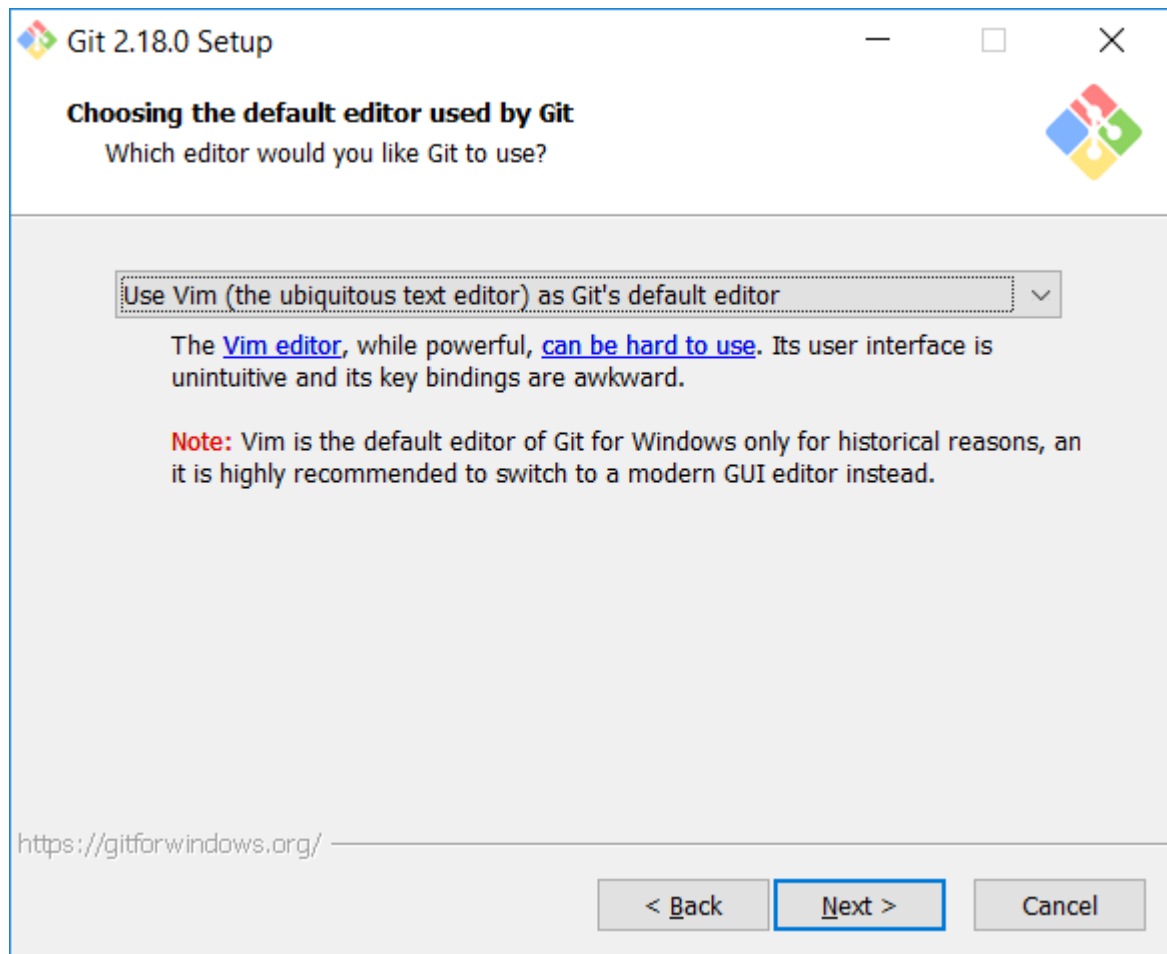 Git 2.18.0 Setup
Choosing the default editor used by Git
Which editor would you like Git to use?
Use Vim (the ubiquitous text editor) as Git's default editor
The Vim editor, while powerful, can be hard to use. Its user interface is
unintuitive and its key bindings are awkward.
Note: Vim is the default editor of Git for Windows only for historical reasons, an
it is highly recommended to switch to a modern GUI editor instead.
https://gitforwindows.org/
< Back
Next >
Cancel